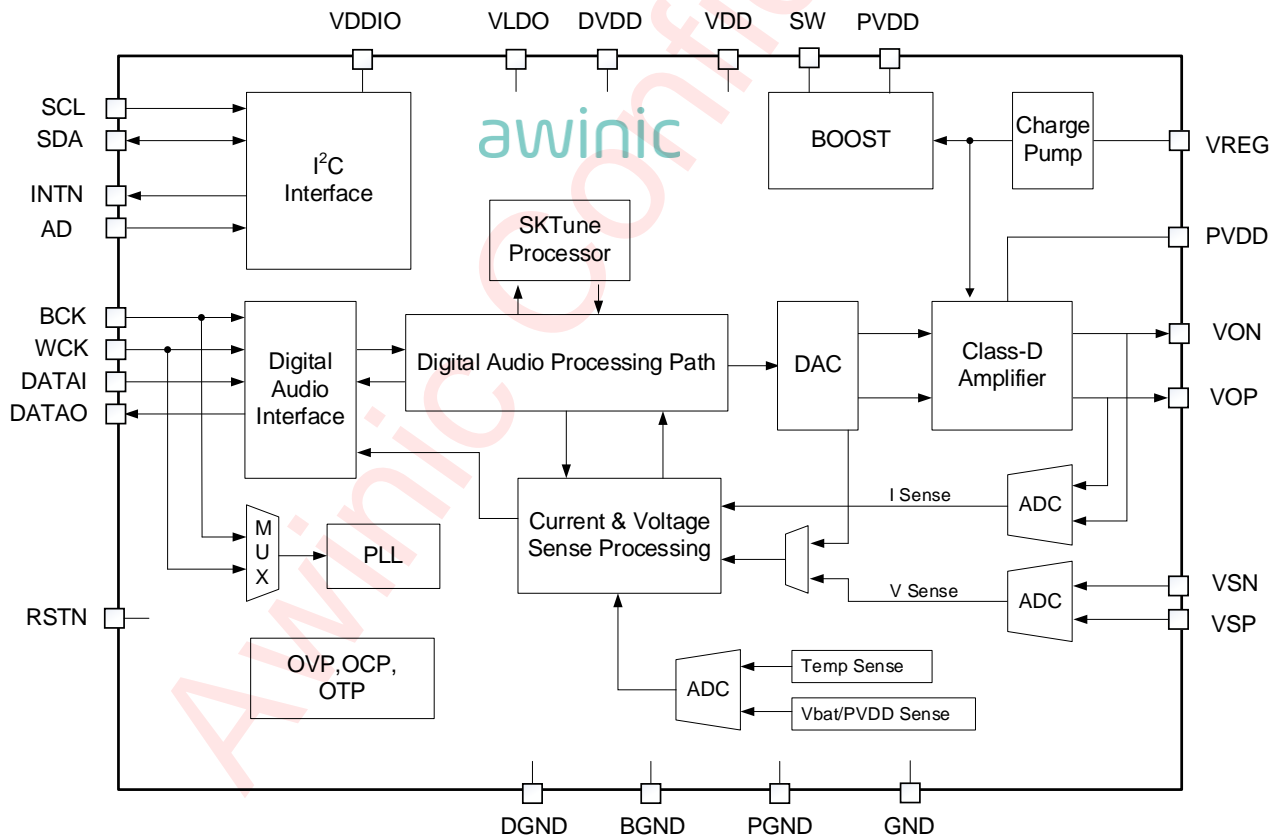 VDDIO
VLDO
DVDD
VDD
SW
PVDD
SCL
SDA
INTN
AD
I²C
Interface
awinic
BOOST
Charge
Pump
VREG
SKTune
Processor
PVDD
BCK
WCK
DATAI
DATAO
Digital
Audio
Interface
Digital Audio Processing Path
DAC
Class-D
Amplifier
VON
VOP
MUX
PLL
Current & Voltage
Sense Processing
I Sense
ADC
V Sense
ADC
VSN
VSP
RSTN
OVP,OCP,
OTP
ADC
Temp Sense
Vbat/PVDD Sense
DGND
BGND
PGND
GND
Awinic Confi